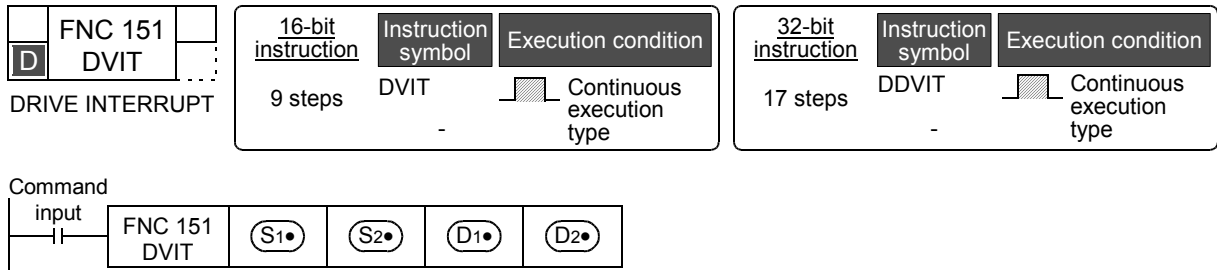 FNC 151
D DVIT
DRIVE INTERRUPT
16-bit instruction
Instruction symbol
Execution condition
9 steps
DVIT
Continuous execution type
-
32-bit instruction
Instruction symbol
Execution condition
17 steps
DDVIT
Continuous execution type
-
Command input
FNC 151 DVIT
S1•
S2•
D1•
D2•